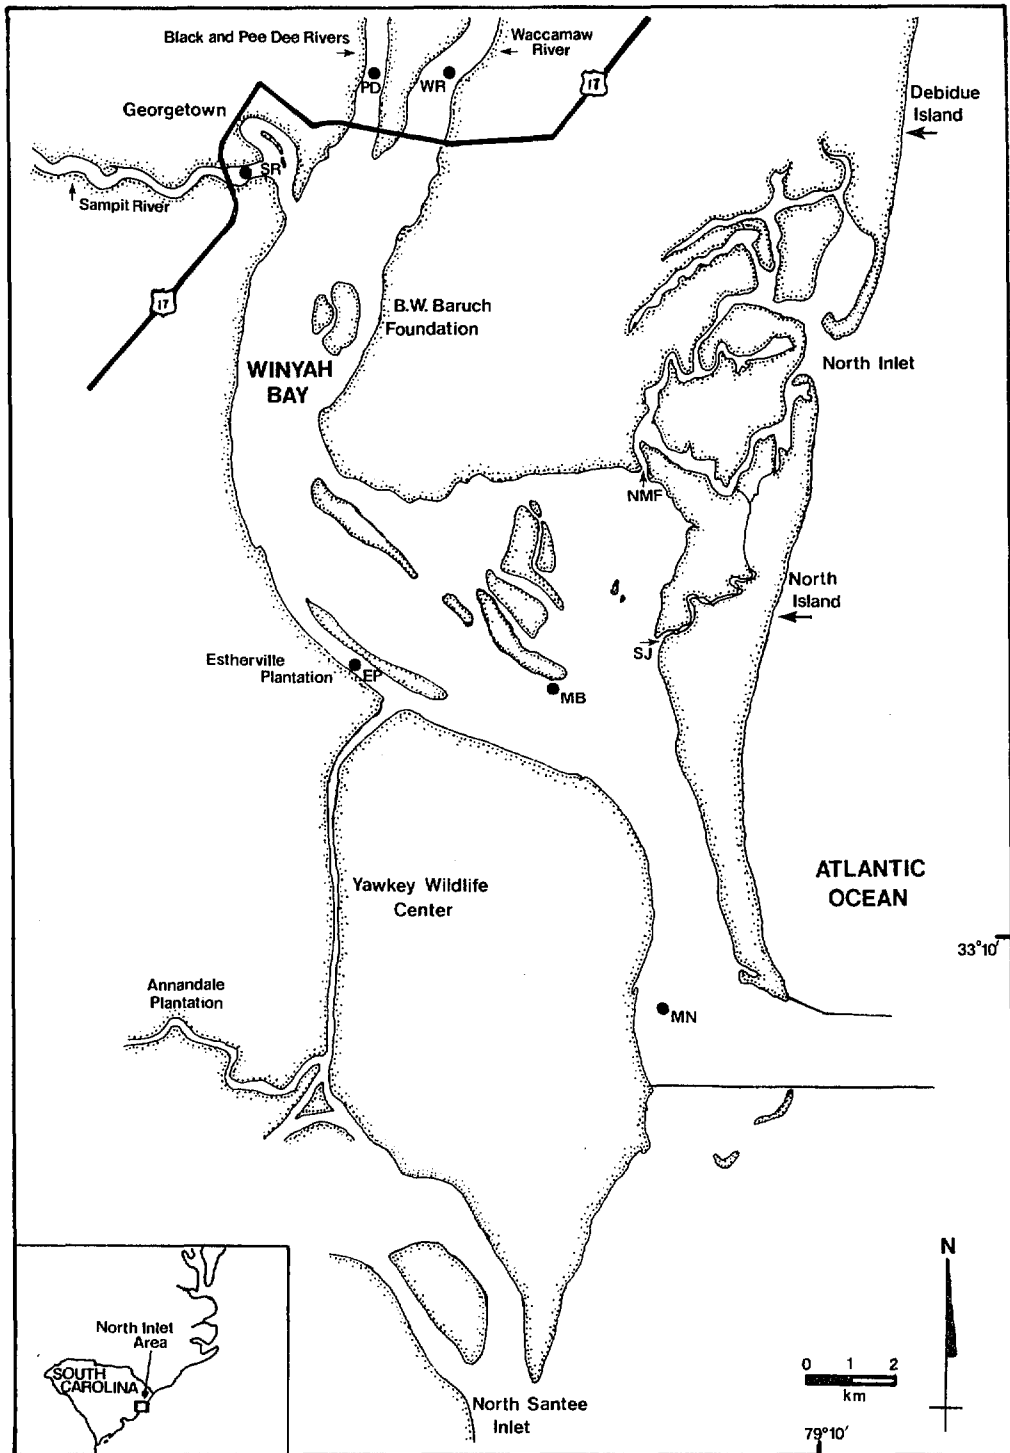 Black and Pee Dee Rivers
Waccamaw
River
17
PD
WR
Debidue
Island
Georgetown
SR
Sampit River
17
B.W. Baruch
Foundation
WINYAH
BAY
North Inlet
NMF
North
Island
SJ
Estherville
Plantation
EP
MB
Yawkey Wildlife
Center
ATLANTIC
OCEAN
33°10'
Annandale
Plantation
MN
N
North Inlet
Area
SOUTH
CAROLINA
0 1 2
km
North Santee
Inlet
79°10'